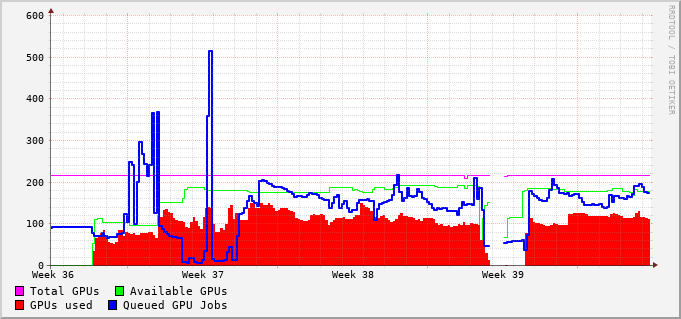 600
500
400
300
200
100
0
Week 36 Week 37 Week 38 Week 39
Total GPUs Available GPUs
GPUs used Queued GPU Jobs
RRDTOOL / TOBI OETIKER